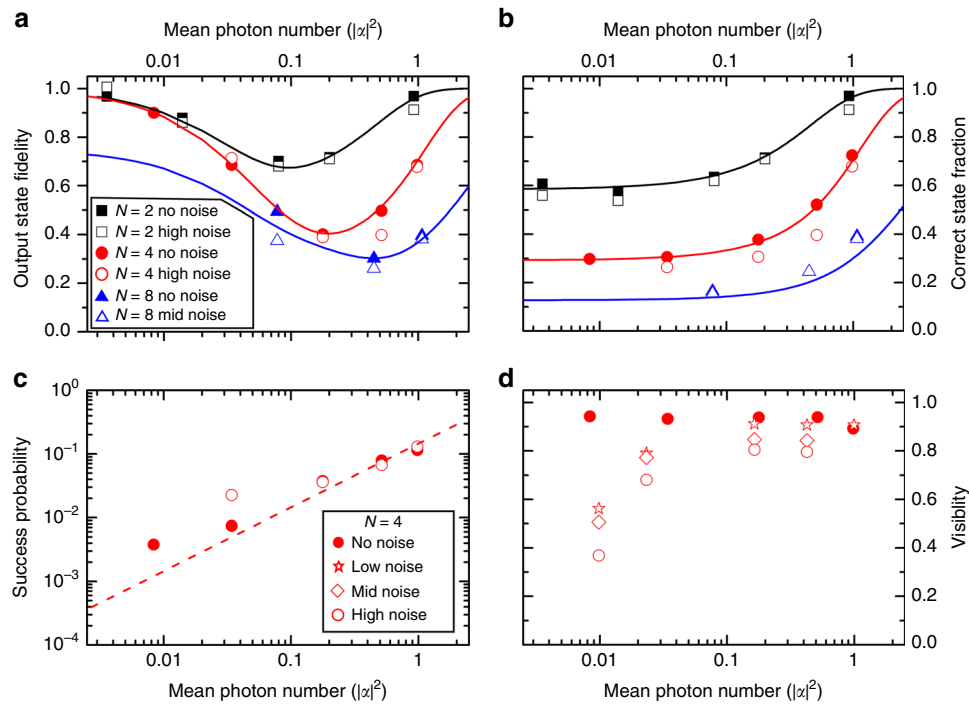 a
Mean photon number (|α|²)
0.01 0.1 1
1.0
0.8
0.6
0.4
0.2
0.0
Output state fidelity
N = 2 no noise
N = 2 high noise
N = 4 no noise
N = 4 high noise
N = 8 no noise
N = 8 mid noise
b
Mean photon number (|α|²)
0.01 0.1 1
1.0
0.8
0.6
0.4
0.2
0.0
Correct state fraction
c
10⁰
10⁻¹
10⁻²
10⁻³
10⁻⁴
Success probability
N = 4
No noise
Low noise
Mid noise
High noise
0.01 0.1 1
Mean photon number (|α|²)
d
1.0
0.8
0.6
0.4
0.2
0.0
Visiblity
0.01 0.1 1
Mean photon number (|α|²)